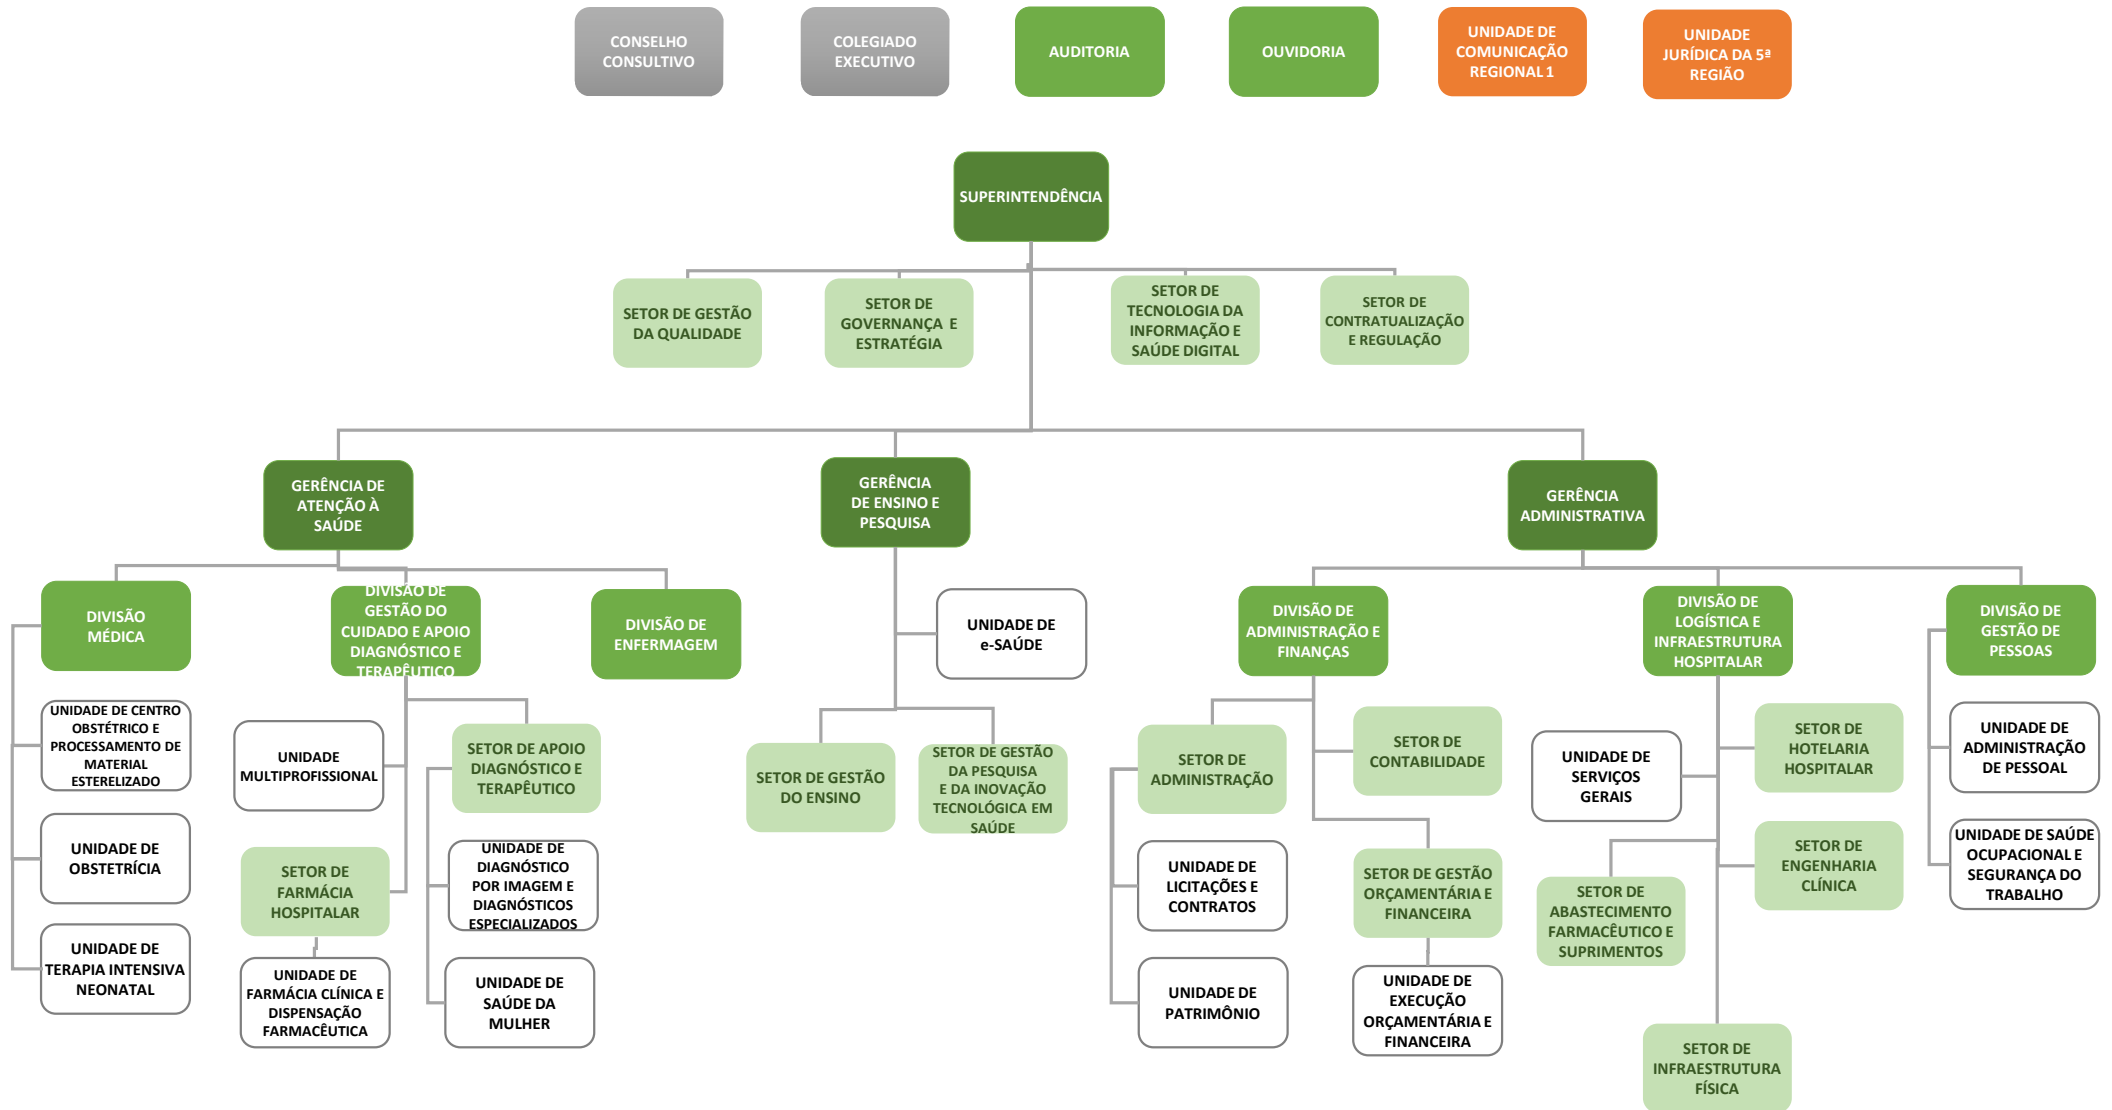 CONSELHO
CONSULTIVO
COLEGIADO
EXECUTIVO
AUDITORIA
OUVIDORIA
UNIDADE DE
COMUNICAÇÃO
REGIONAL 1
UNIDADE
JURÍDICA DA 5ª
REGIÃO
SUPERINTENDÊNCIA
SETOR DE GESTÃO
DA QUALIDADE
SETOR DE
GOVERNANÇA E
ESTRATÉGIA
SETOR DE
TECNOLOGIA DA
INFORMAÇÃO E
SAÚDE DIGITAL
SETOR DE
CONTRATUALIZAÇÃO
E REGULAÇÃO
GERÊNCIA DE
ATENÇÃO À
SAÚDE
GERÊNCIA
DE ENSINO E
PESQUISA
GERÊNCIA
ADMINISTRATIVA
DIVISÃO
MÉDICA
DIVISÃO DE
GESTÃO DO
CUIDADO E APOIO
DIAGNÓSTICO E
TERAPÊUTICO
DIVISÃO DE
ENFERMAGEM
UNIDADE DE
e-SAÚDE
DIVISÃO DE
ADMINISTRAÇÃO E
FINANÇAS
DIVISÃO DE
LOGÍSTICA E
INFRAESTRUTURA
HOSPITALAR
DIVISÃO DE
GESTÃO DE
PESSOAS
UNIDADE DE CENTRO
OBSTÉTRICO E
PROCESSAMENTO DE
MATERIAL
ESTERELIZADO
UNIDADE
MULTIPROFISSIONAL
SETOR DE APOIO
DIAGNÓSTICO E
TERAPÊUTICO
SETOR DE GESTÃO
DO ENSINO
SETOR DE GESTÃO
DA PESQUISA
E DA INOVAÇÃO
TECNOLÓGICA EM
SAÚDE
SETOR DE
ADMINISTRAÇÃO
SETOR DE
CONTABILIDADE
UNIDADE DE
SERVIÇOS
GERAIS
SETOR DE
HOTELARIA
HOSPITALAR
UNIDADE DE
ADMINISTRAÇÃO
DE PESSOAL
UNIDADE DE
OBSTETRÍCIA
SETOR DE
FARMÁCIA
HOSPITALAR
UNIDADE DE
DIAGNÓSTICO
POR IMAGEM E
DIAGNÓSTICOS
ESPECIALIZADOS
UNIDADE DE
LICITAÇÕES E
CONTRATOS
SETOR DE GESTÃO
ORÇAMENTÁRIA E
FINANCEIRA
SETOR DE
ABASTECIMENTO
FARMACÊUTICO E
SUPRIMENTOS
SETOR DE
ENGENHARIA
CLÍNICA
UNIDADE DE SAÚDE
OCUPACIONAL E
SEGURANÇA DO
TRABALHO
UNIDADE DE
TERAPIA INTENSIVA
NEONATAL
UNIDADE DE
FARMÁCIA CLÍNICA E
DISPENSAÇÃO
FARMACÊUTICA
UNIDADE DE
SAÚDE DA
MULHER
UNIDADE DE
PATRIMÔNIO
UNIDADE DE
EXECUÇÃO
ORÇAMENTÁRIA E
FINANCEIRA
SETOR DE
INFRAESTRUTURA
FÍSICA